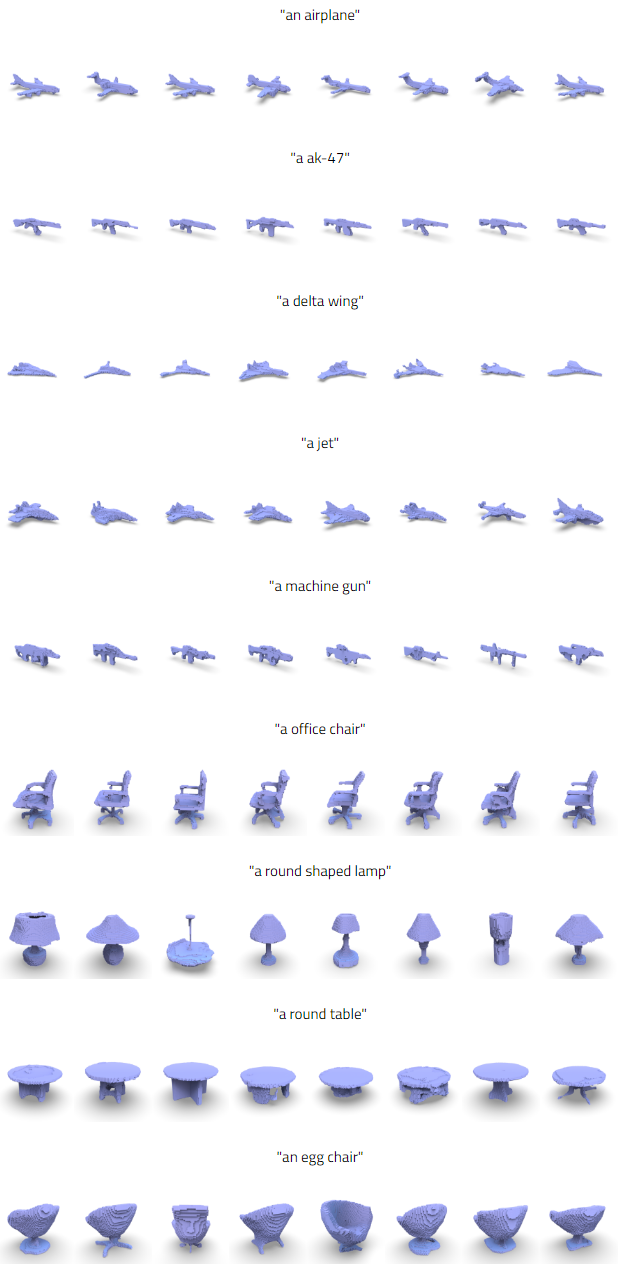 "an airplane"
"a ak-47"
"a delta wing"
"a jet"
"a machine gun"
"a office chair"
"a round shaped lamp"
"a round table"
"an egg chair"